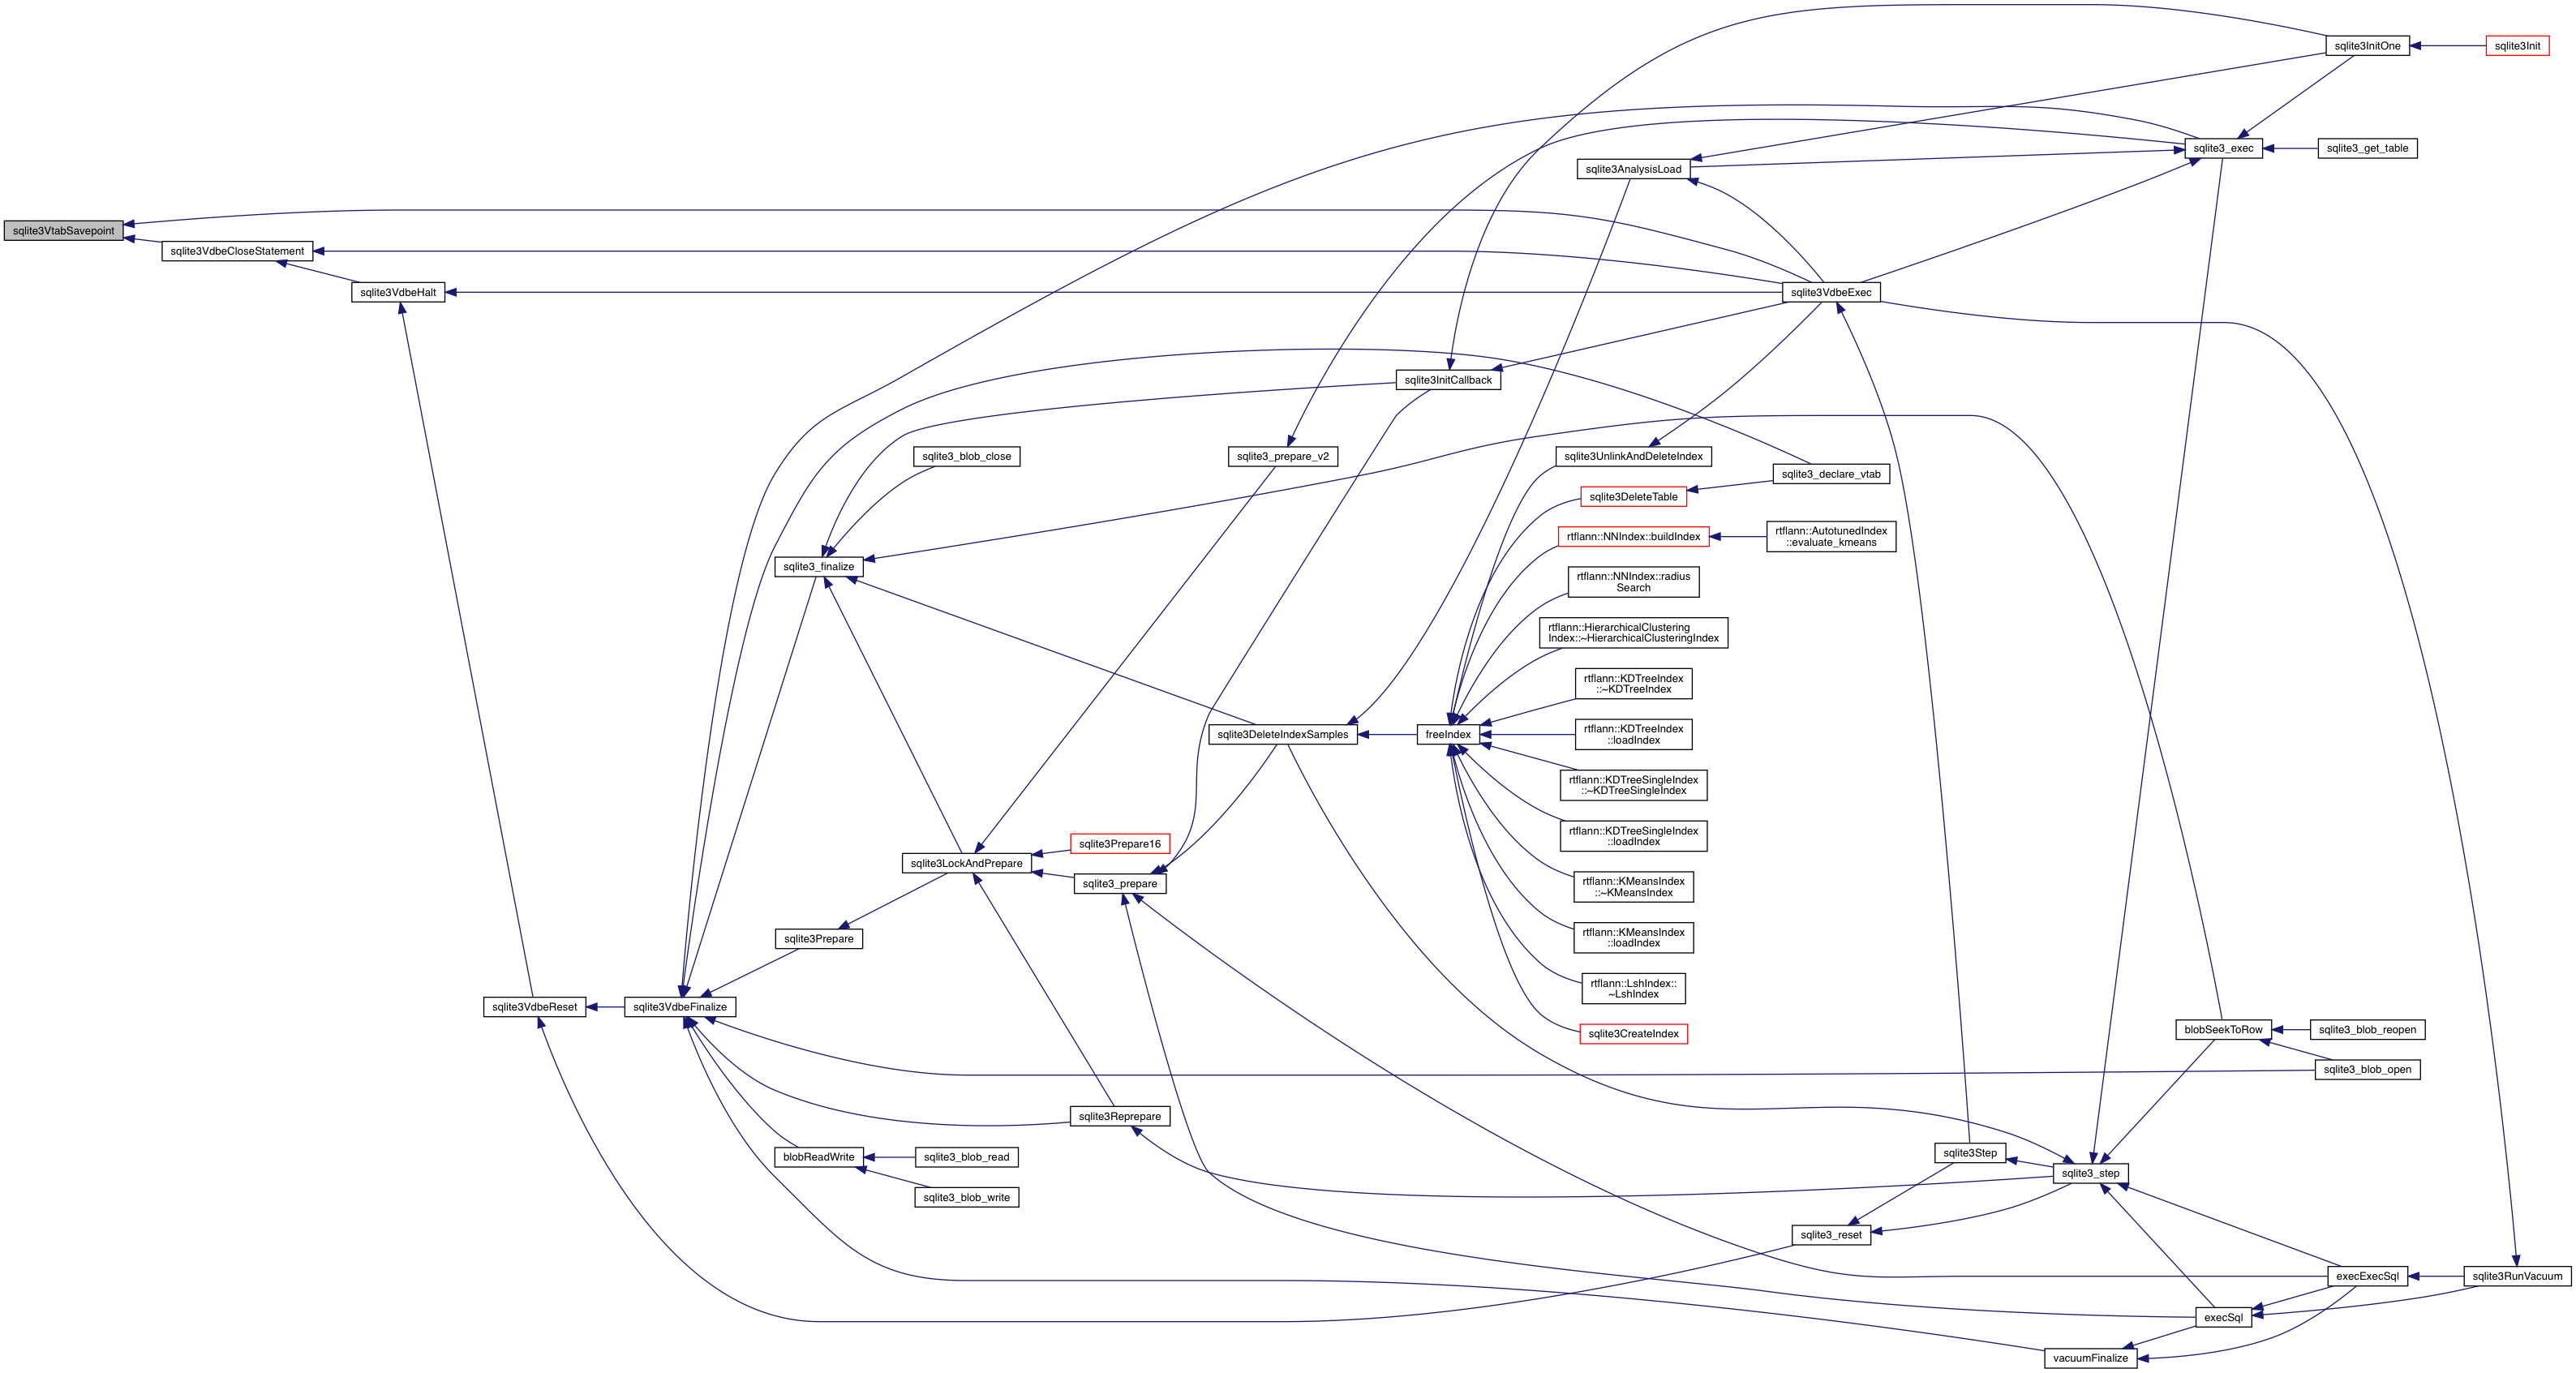 sqlite3InitOne
sqlite3Init
sqlite3_exec
sqlite3_get_table
sqlite3AnalysisLoad
sqlite3VtabSavepoint
sqlite3VdbeCloseStatement
sqlite3VdbeHalt
sqlite3VdbeExec
sqlite3InitCallback
sqlite3_blob_close
sqlite3_prepare_v2
sqlite3UnlinkAndDeleteIndex
sqlite3_declare_vtab
sqlite3DeleteTable
rtflann::NNIndex::buildIndex
rtflann::AutotunedIndex
::evaluate_kmeans
sqlite3_finalize
rtflann::NNIndex::radius
Search
rtflann::HierarchicalClustering
Index::~HierarchicalClusteringIndex
rtflann::KDTreeIndex
::~KDTreeIndex
sqlite3DeleteIndexSamples
freeIndex
rtflann::KDTreeIndex
::loadIndex
rtflann::KDTreeSingleIndex
::~KDTreeSingleIndex
rtflann::KDTreeSingleIndex
::loadIndex
sqlite3Prepare16
sqlite3LockAndPrepare
sqlite3_prepare
rtflann::KMeansIndex
::~KMeansIndex
sqlite3Prepare
rtflann::KMeansIndex
::loadIndex
rtflann::LshIndex::
~LshIndex
sqlite3VdbeReset
sqlite3VdbeFinalize
sqlite3CreateIndex
blobSeekToRow
sqlite3_blob_reopen
sqlite3_blob_open
sqlite3Reprepare
blobReadWrite
sqlite3_blob_read
sqlite3_blob_write
sqlite3Step
sqlite3_step
sqlite3_reset
execExecSql
sqlite3RunVacuum
execSql
vacuumFinalize